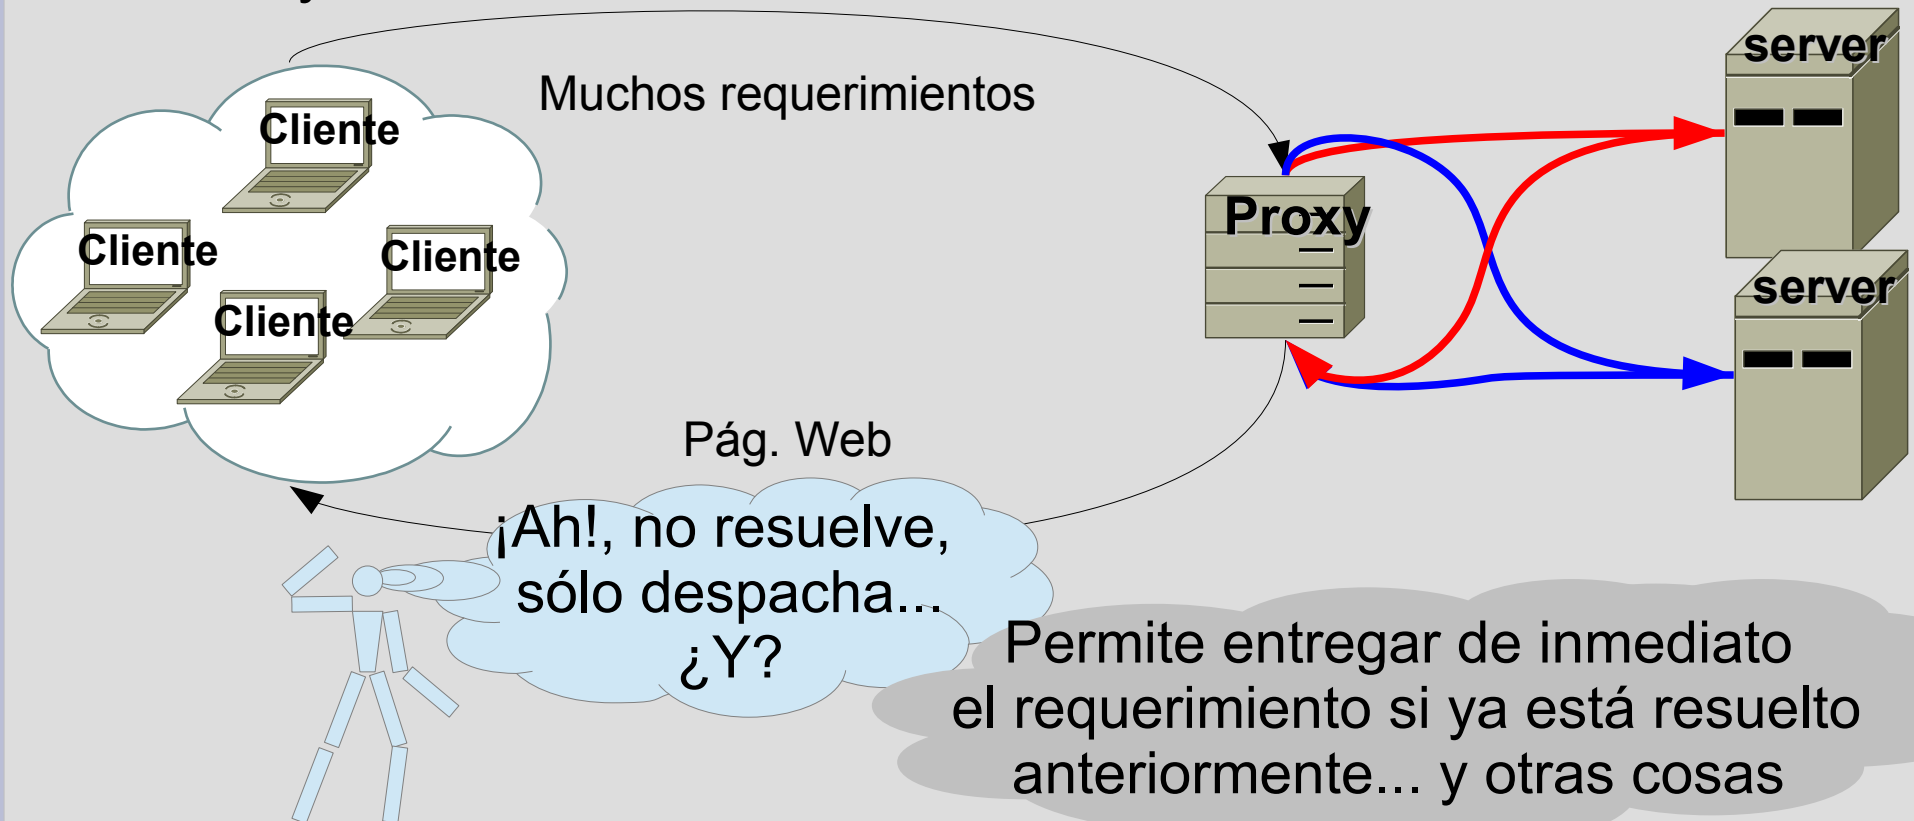 server
Muchos requerimientos
Cliente
Proxy
Cliente
Cliente
server
Cliente
Pág. Web
¡Ah!, no resuelve,
sólo despacha...
¿Y?
Permite entregar de inmediato
el requerimiento si ya está resuelto
anteriormente... y otras cosas